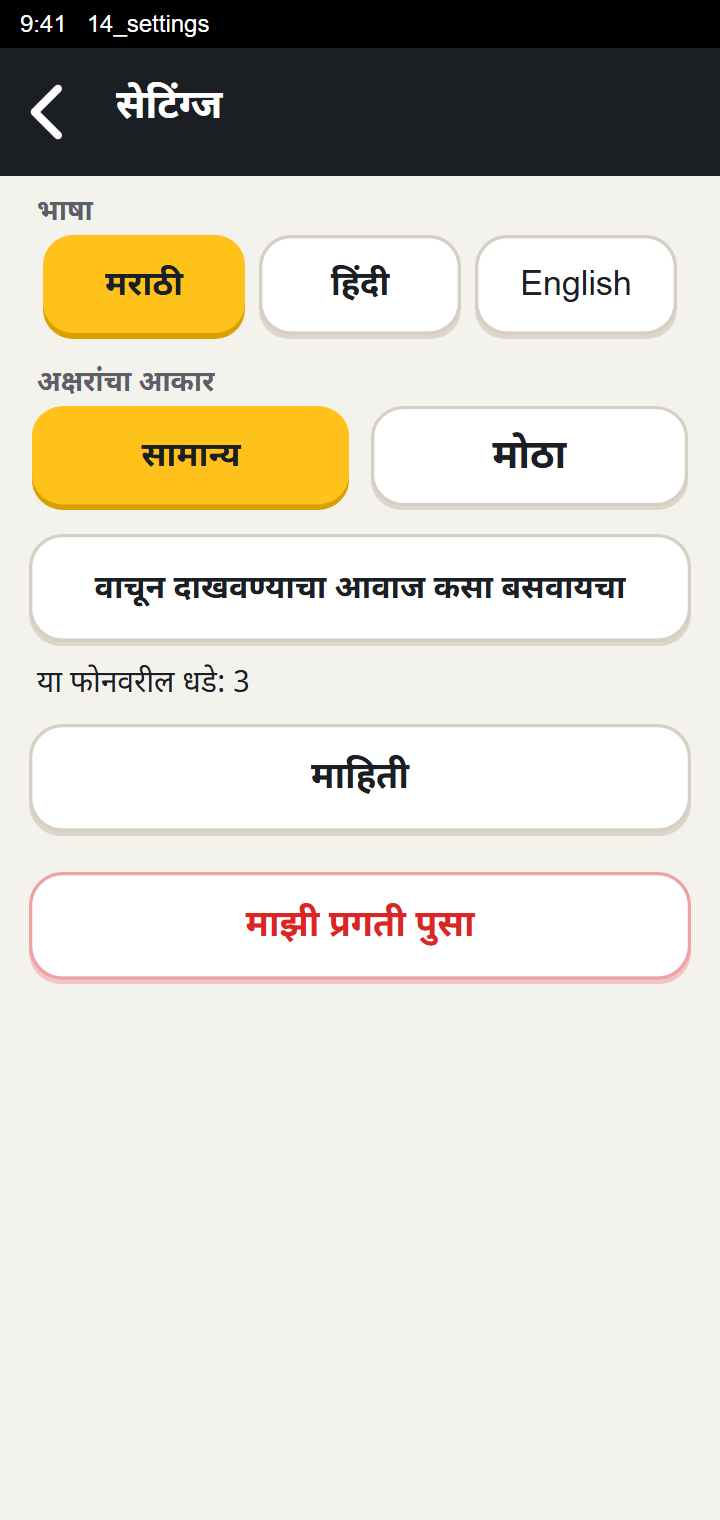 9:41 14_settings
सेटिंग्ज
भाषा
मराठी हिंदी English
अक्षरांचा आकार
सामान्य मोठा
वाचून दाखवण्याचा आवाज कसा बसवायचा
या फोनवरील धडे: 3
माहिती
माझी प्रगती पुसा